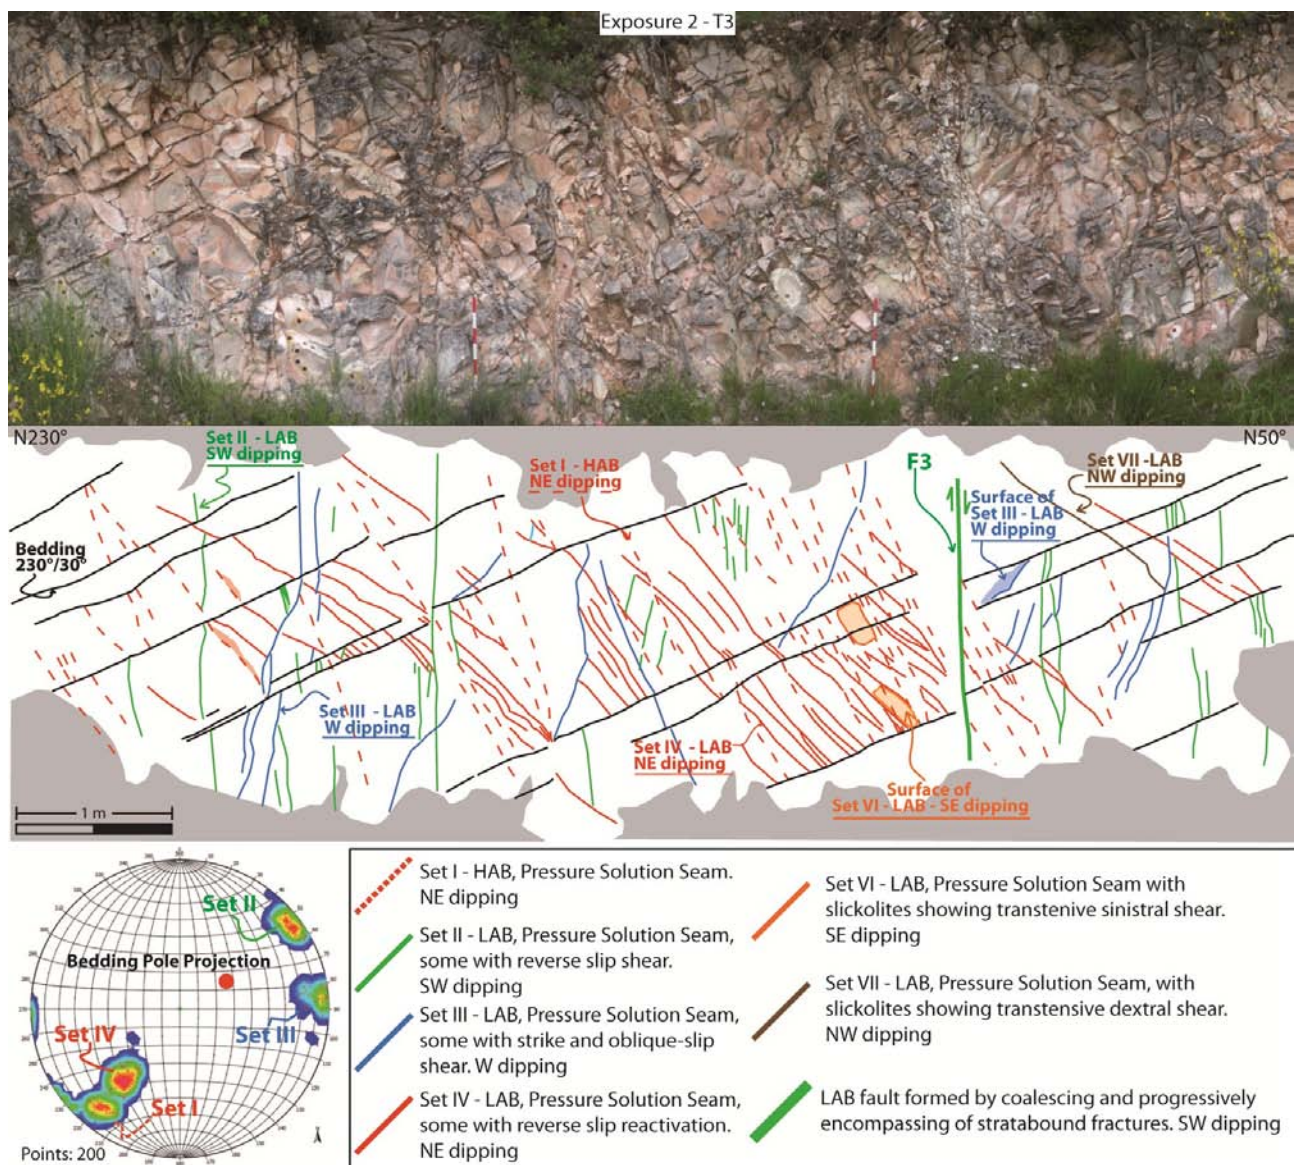 Exposure 2 - T3
N230°
N50°
Set II - LAB
SW dipping
Set I - HAB
NE dipping
F3
Set VII -LAB
NW dipping
Surface of
Set III - LAB
W dipping
Bedding
230°/30°
Set III - LAB
W dipping
Set IV - LAB
NE dipping
Surface of
Set VI - LAB - SE dipping
1 m
Set II
Bedding Pole Projection
Set III
Set IV
Set I
Points: 200
Set I - HAB, Pressure Solution Seam.
NE dipping
Set II - LAB, Pressure Solution Seam,
some with reverse slip shear.
SW dipping
Set III - LAB, Pressure Solution Seam,
some with strike and oblique-slip
shear. W dipping
Set IV - LAB, Pressure Solution Seam,
some with reverse slip reactivation.
NE dipping
Set VI - LAB, Pressure Solution Seam with
slickolites showing transtenive sinistral shear.
SE dipping
Set VII - LAB, Pressure Solution Seam, with
slickolites showing transtensive dextral shear.
NW dipping
LAB fault formed by coalescing and progressively
encompassing of stratabound fractures. SW dipping